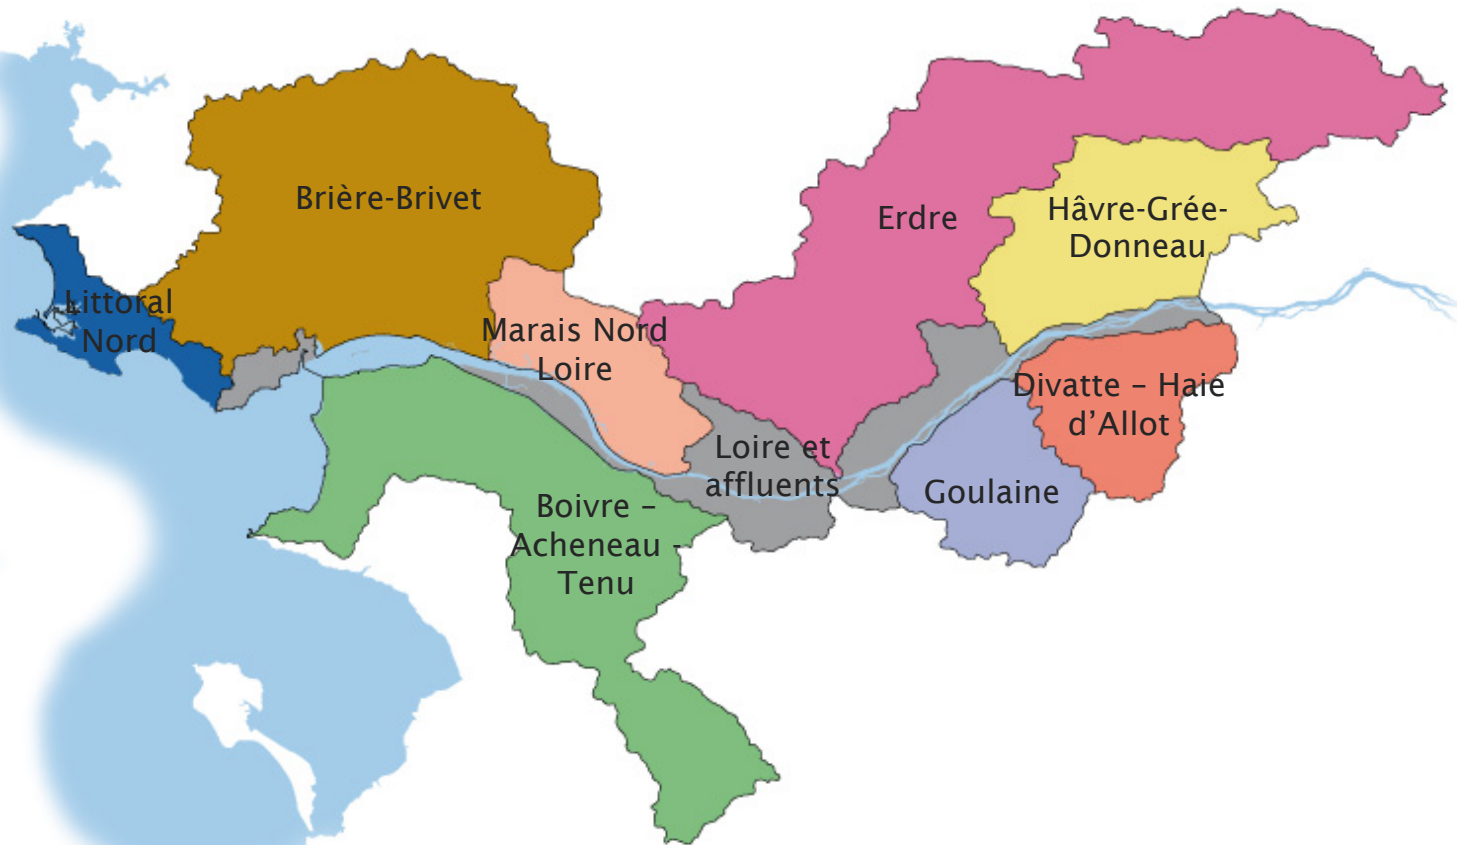 Brière-Brivet
Erdre
Hâvre-Grée-
Donneau
Littoral
Nord
Marais Nord
Loire
Divatte – Haie
d’Allot
Loire et
affluents
Goulaine
Boivre –
Acheneau -
Tenu